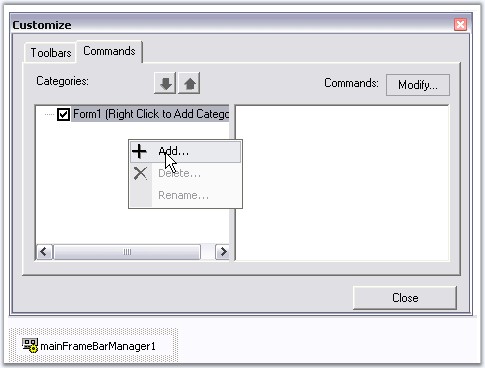 Customize
Toolbars Commands
Categories: Commands: Modify...
Form1 (Right Click to Add Catego
Add...
Delete...
Rename...
Close
mainFrameBarManager1